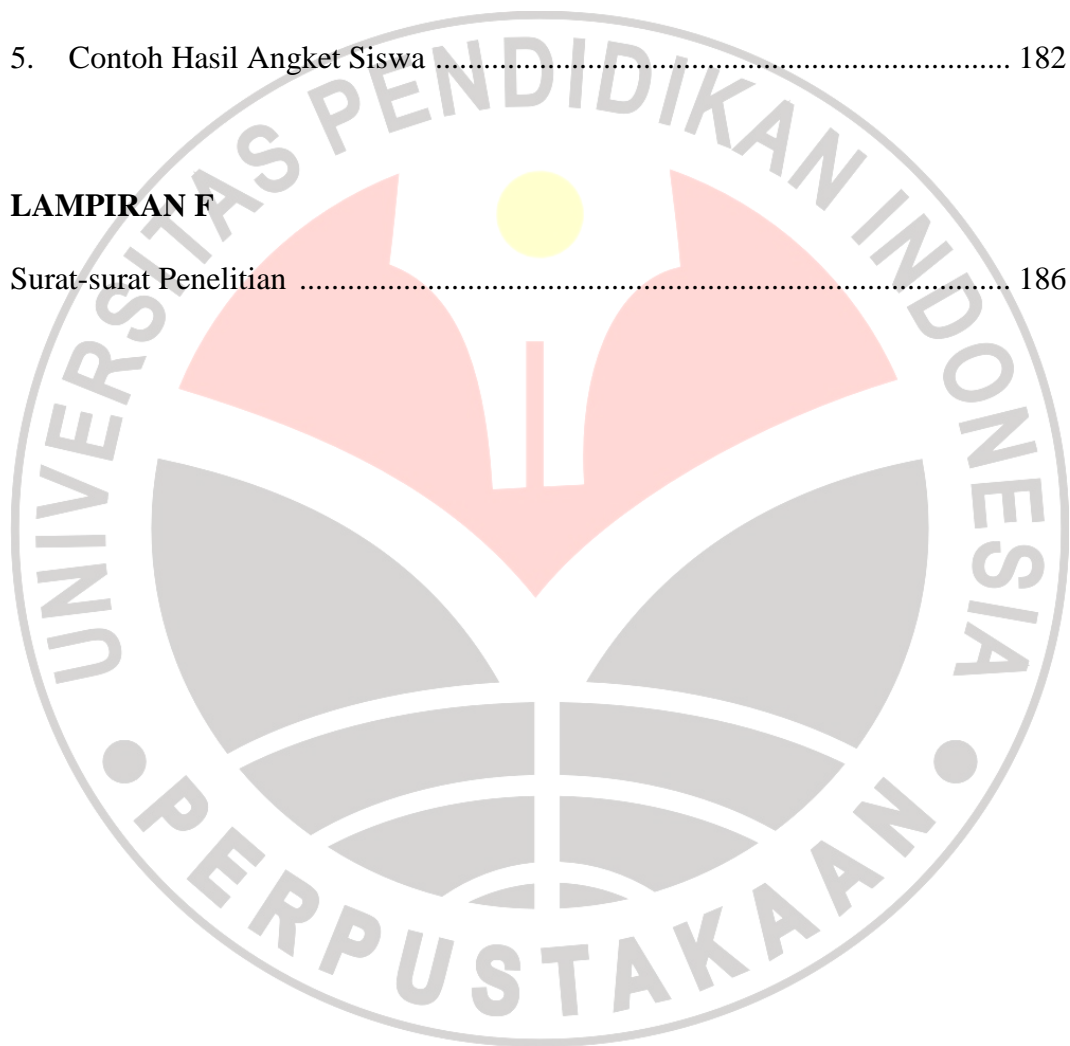 5. Contoh Hasil Angket Siswa ........................................................................ 182
LAMPIRAN F
Surat-surat Penelitian ......................................................................................... 186
UNIVERSITAS PENDIDIKAN INDONESIA
PERPUSTAKAAN